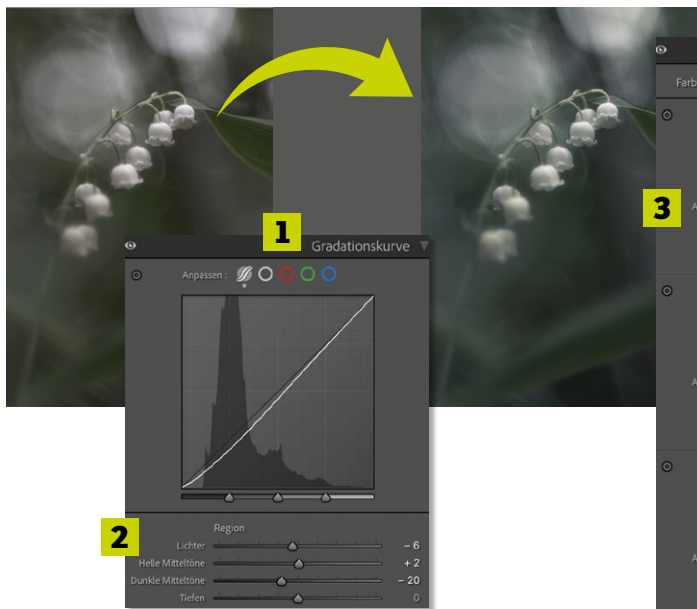 Farb
3
A
1
Gradationskurve
Anpassen :
A
Region
2
Lichter − 6
Helle Mitteltöne + 2
Dunkle Mitteltöne − 20
Tiefen 0
A